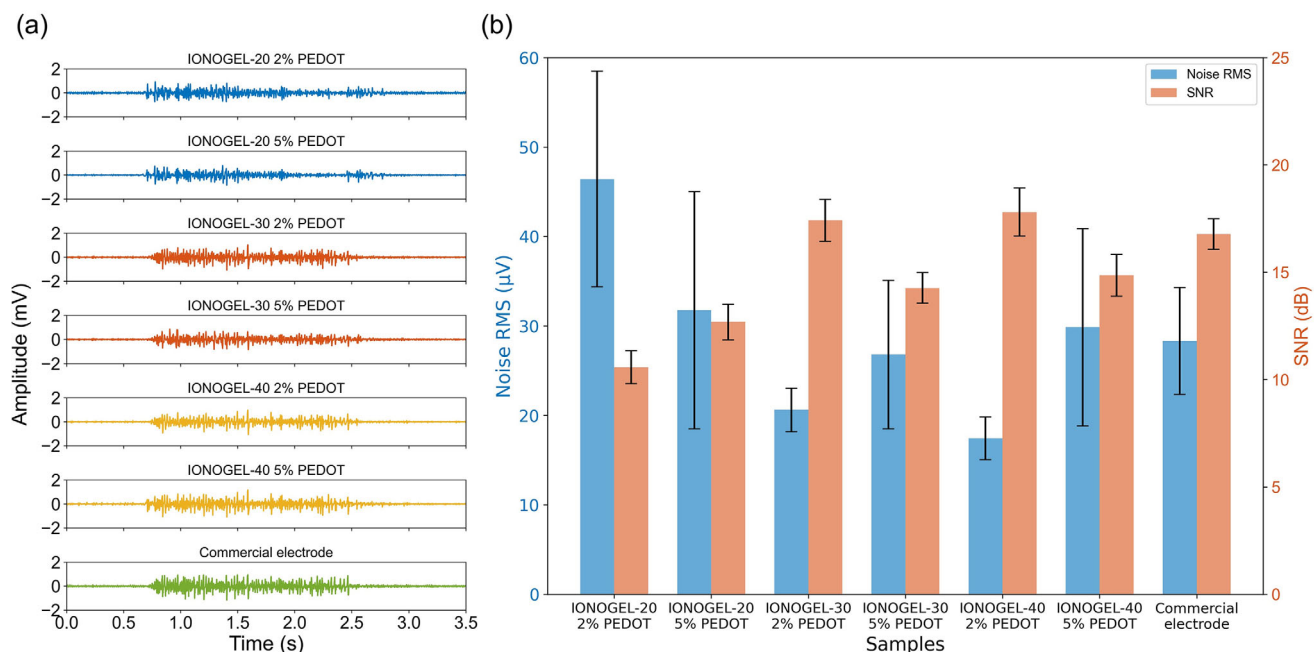 (a)
IONOGEL-20 2% PEDOT
2
0
−2
IONOGEL-20 5% PEDOT
2
0
−2
IONOGEL-30 2% PEDOT
2
0
−2
IONOGEL-30 5% PEDOT
2
0
−2
IONOGEL-40 2% PEDOT
2
0
−2
IONOGEL-40 5% PEDOT
2
0
−2
Commercial electrode
2
0
−2
0.0 0.5 1.0 1.5 2.0 2.5 3.0 3.5
Time (s)
Amplitude (mV)
(b)
60
50
40
30
20
10
0
Noise RMS (µV)
Noise RMS
SNR
25
20
15
10
5
0
SNR (dB)
IONOGEL-20
2% PEDOT
IONOGEL-20
5% PEDOT
IONOGEL-30
2% PEDOT
IONOGEL-30
5% PEDOT
IONOGEL-40
2% PEDOT
IONOGEL-40
5% PEDOT
Commercial
electrode
Samples